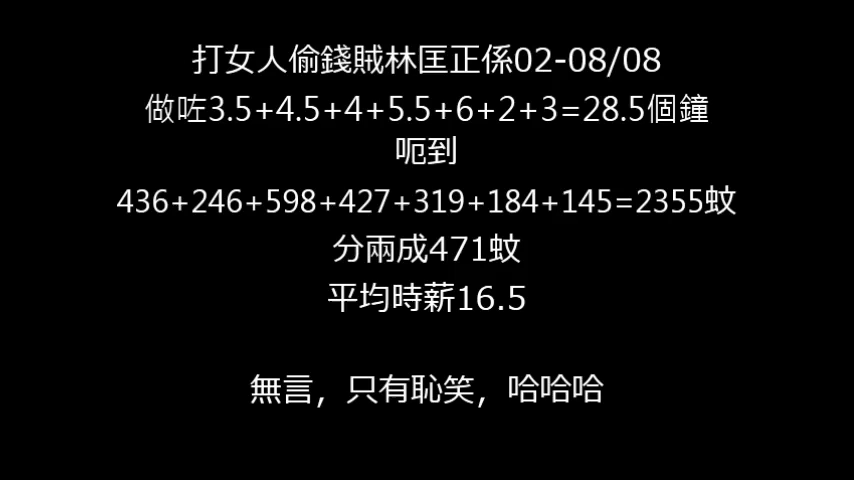 打女人偷錢賊林匡正係02-08/08
做咗3.5+4.5+4+5.5+6+2+3=28.5個鐘
呃到
436+246+598+427+319+184+145=2355蚊
分兩成471蚊
平均時薪16.5
無言，只有恥笑，哈哈哈